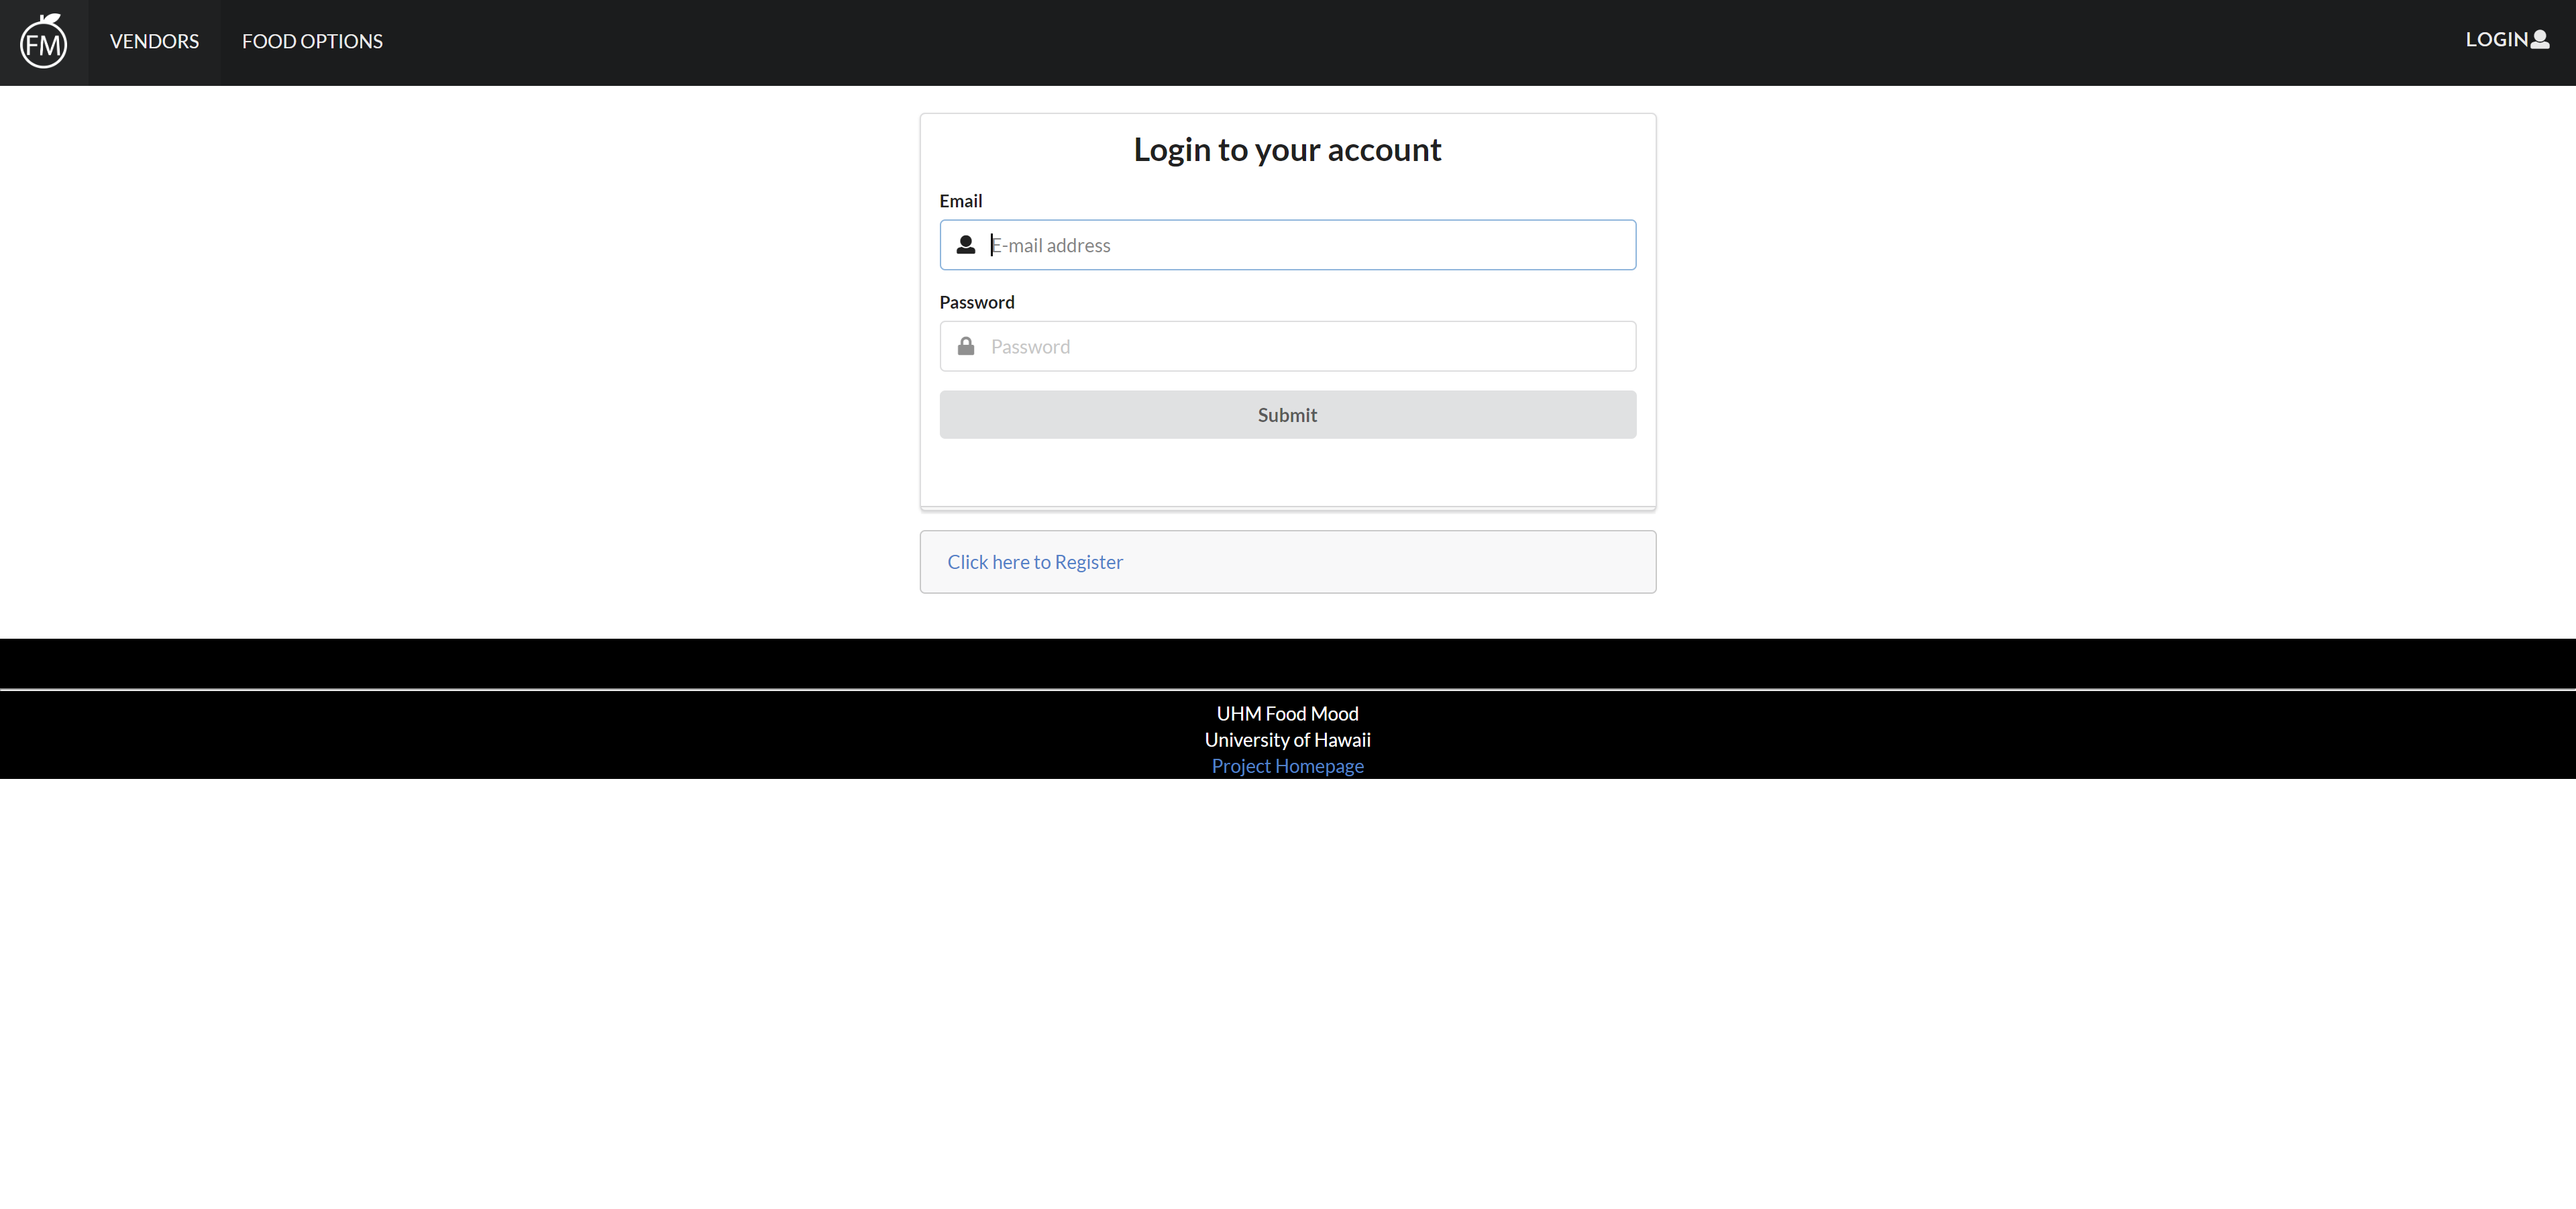 FM VENDORS FOOD OPTIONS LOGIN
Login to your account
Email
E-mail address
Password
Password
Submit
Click here to Register
UHM Food Mood
University of Hawaii
Project Homepage